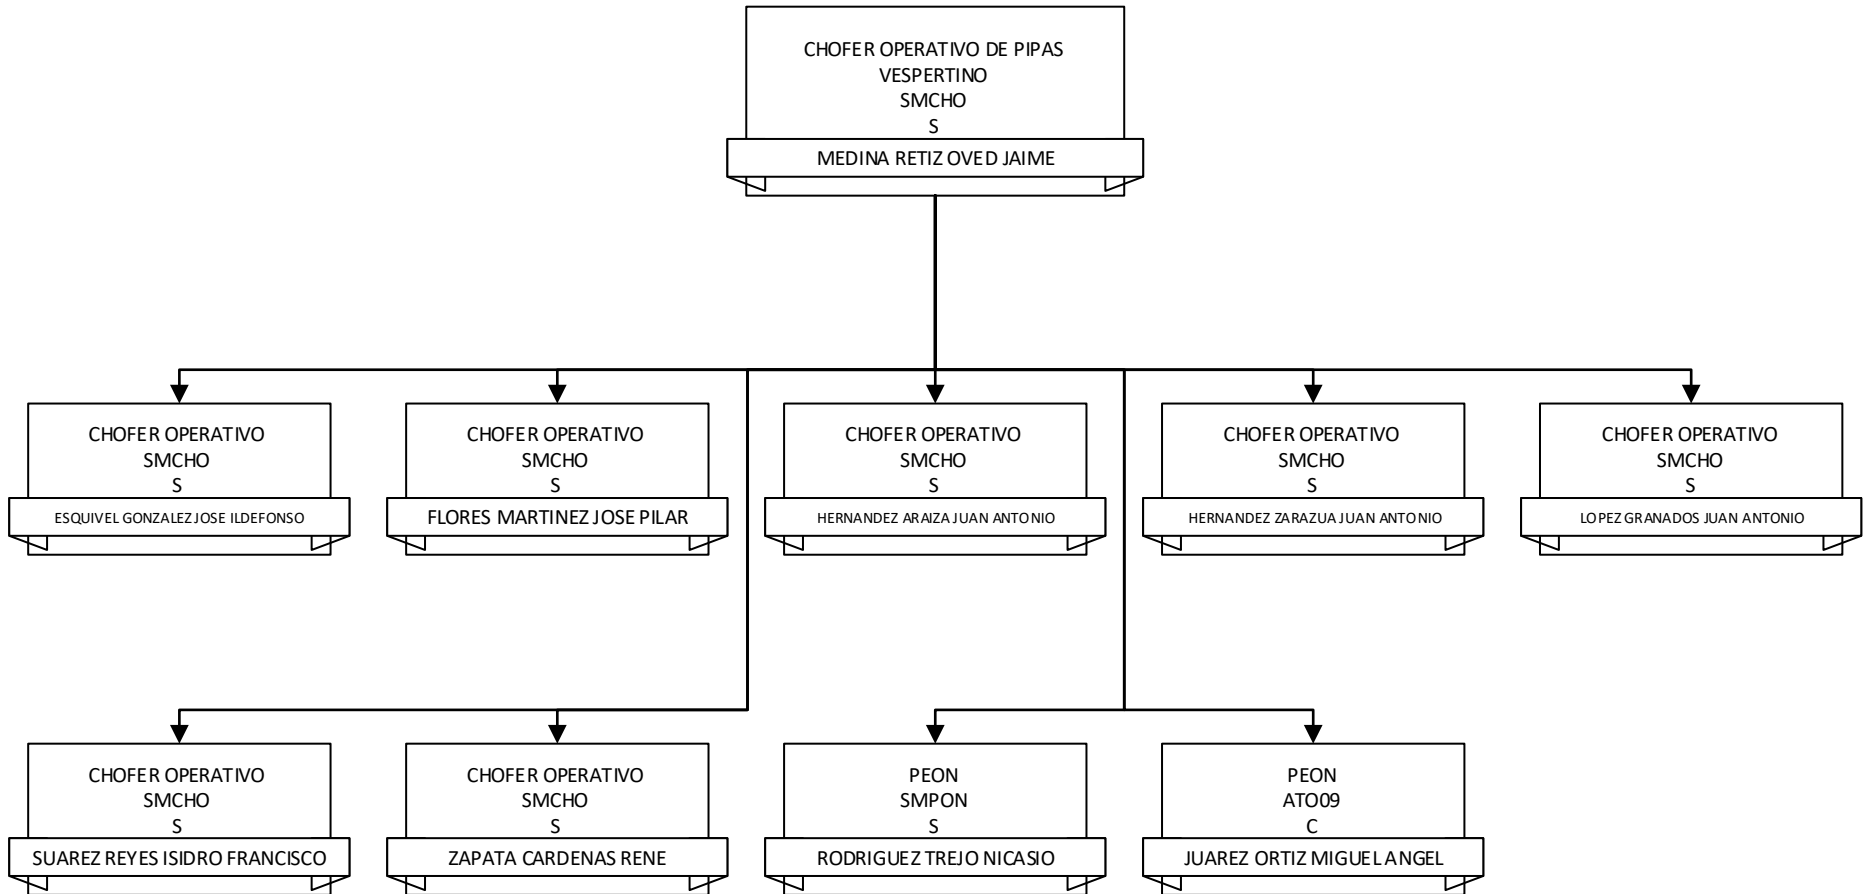 CHOFER OPERATIVO DE PIPAS
VESPERTINO
SMCHO
S
MEDINA RETIZ OVED JAIME
CHOFER OPERATIVO
SMCHO
S
ESQUIVEL GONZALEZ JOSE ILDEFONSO
CHOFER OPERATIVO
SMCHO
S
FLORES MARTINEZ JOSE PILAR
CHOFER OPERATIVO
SMCHO
S
HERNANDEZ ARAIZA JUAN ANTONIO
CHOFER OPERATIVO
SMCHO
S
HERNANDEZ ZARAZUA JUAN ANTONIO
CHOFER OPERATIVO
SMCHO
S
LOPEZ GRANADOS JUAN ANTONIO
CHOFER OPERATIVO
SMCHO
S
SUAREZ REYES ISIDRO FRANCISCO
CHOFER OPERATIVO
SMCHO
S
ZAPATA CARDENAS RENE
PEON
SMPON
S
RODRIGUEZ TREJO NICASIO
PEON
ATO09
C
JUAREZ ORTIZ MIGUEL ANGEL